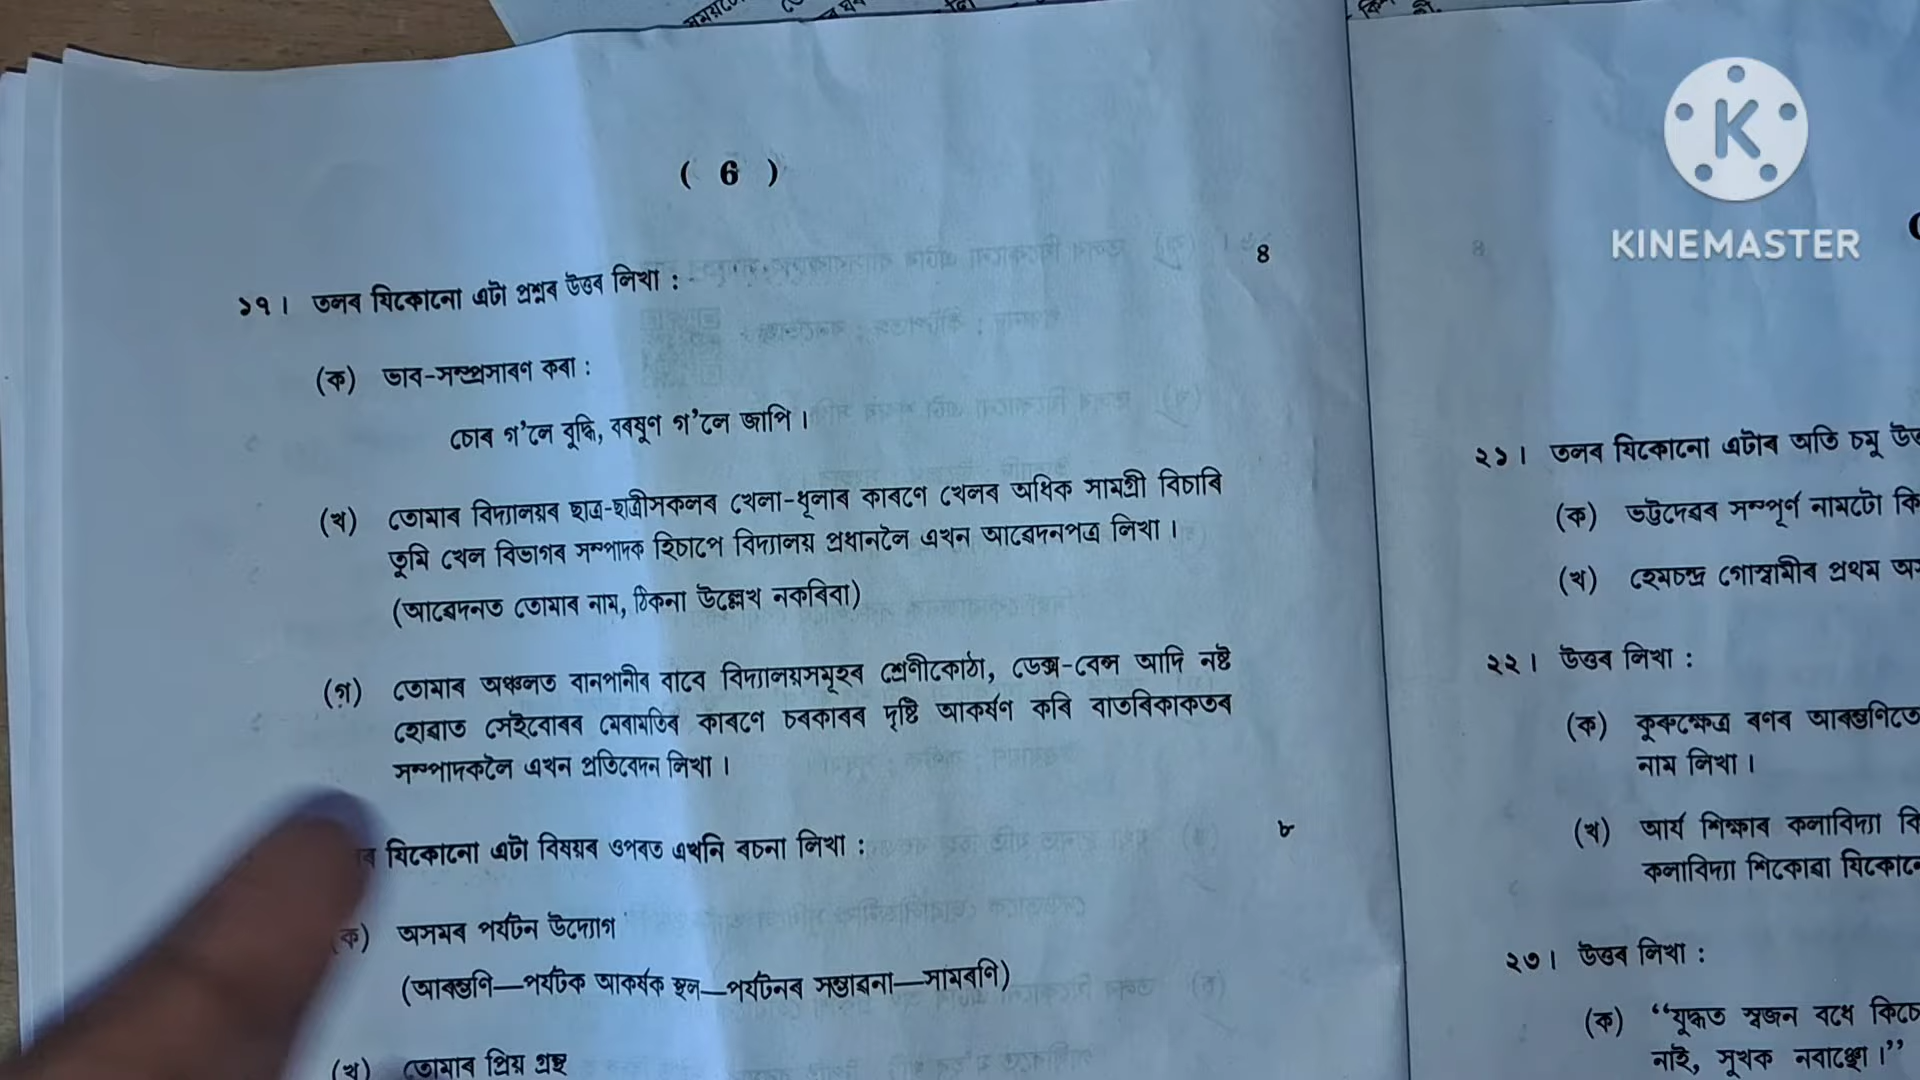 ( 6 )
১৭। তলৰ যিকোনো এটা প্ৰশ্নৰ উত্তৰ লিখা : 4
(ক) ভাব-সম্প্ৰসাৰণ কৰা :
চোৰ গ'লে বুদ্ধি, বৰষুণ গ'লে জাপি।
(খ) তোমাৰ বিদ্যালয়ৰ ছাত্ৰ-ছাত্ৰীসকলৰ খেলা-ধূলাৰ কাৰণে খেলৰ অধিক সামগ্ৰী বিচাৰি
তুমি খেল বিভাগৰ সম্পাদক হিচাপে বিদ্যালয় প্ৰধানলৈ এখন আৱেদনপত্ৰ লিখা।
(আৱেদনত তোমাৰ নাম, ঠিকনা উল্লেখ নকৰিবা)
(গ) তোমাৰ অঞ্চলত বানপানীৰ বাবে বিদ্যালয়সমূহৰ শ্ৰেণীকোঠা, ডেক্স-বেঞ্চ আদি নষ্ট
হোৱাত সেইবোৰৰ মেৰামতিৰ কাৰণে চৰকাৰৰ দৃষ্টি আকৰ্ষণ কৰি বাতৰিকাকতৰ
সম্পাদকলৈ এখন প্ৰতিবেদন লিখা।
যিকোনো এটা বিষয়ৰ ওপৰত এখনি ৰচনা লিখা : ৮
ক) অসমৰ পৰ্যটন উদ্যোগ
(আৰম্ভণি—পৰ্যটক আকৰ্ষক স্থল—পৰ্যটনৰ সম্ভাৱনা—সামৰণি)
(খ) তোমাৰ প্ৰিয় গ্ৰন্থ
KINEMASTER
২১। তলৰ যিকোনো এটাৰ অতি চমু
(ক) ভট্টদেৱৰ সম্পূৰ্ণ নামটো কি
(খ) হেমচন্দ্ৰ গোস্বামীৰ প্ৰথম
২২। উত্তৰ লিখা :
(ক) কুৰুক্ষেত্ৰ ৰণৰ আৰম্ভণিতে
নাম লিখা।
(খ) আৰ্য শিক্ষাৰ কলাবিদ্যা
কলাবিদ্যা শিকোৱা
২৩। উত্তৰ লিখা :
(ক) “যুদ্ধত স্বজন বধে
নাই, সুখক নবাঞ্ছো।”